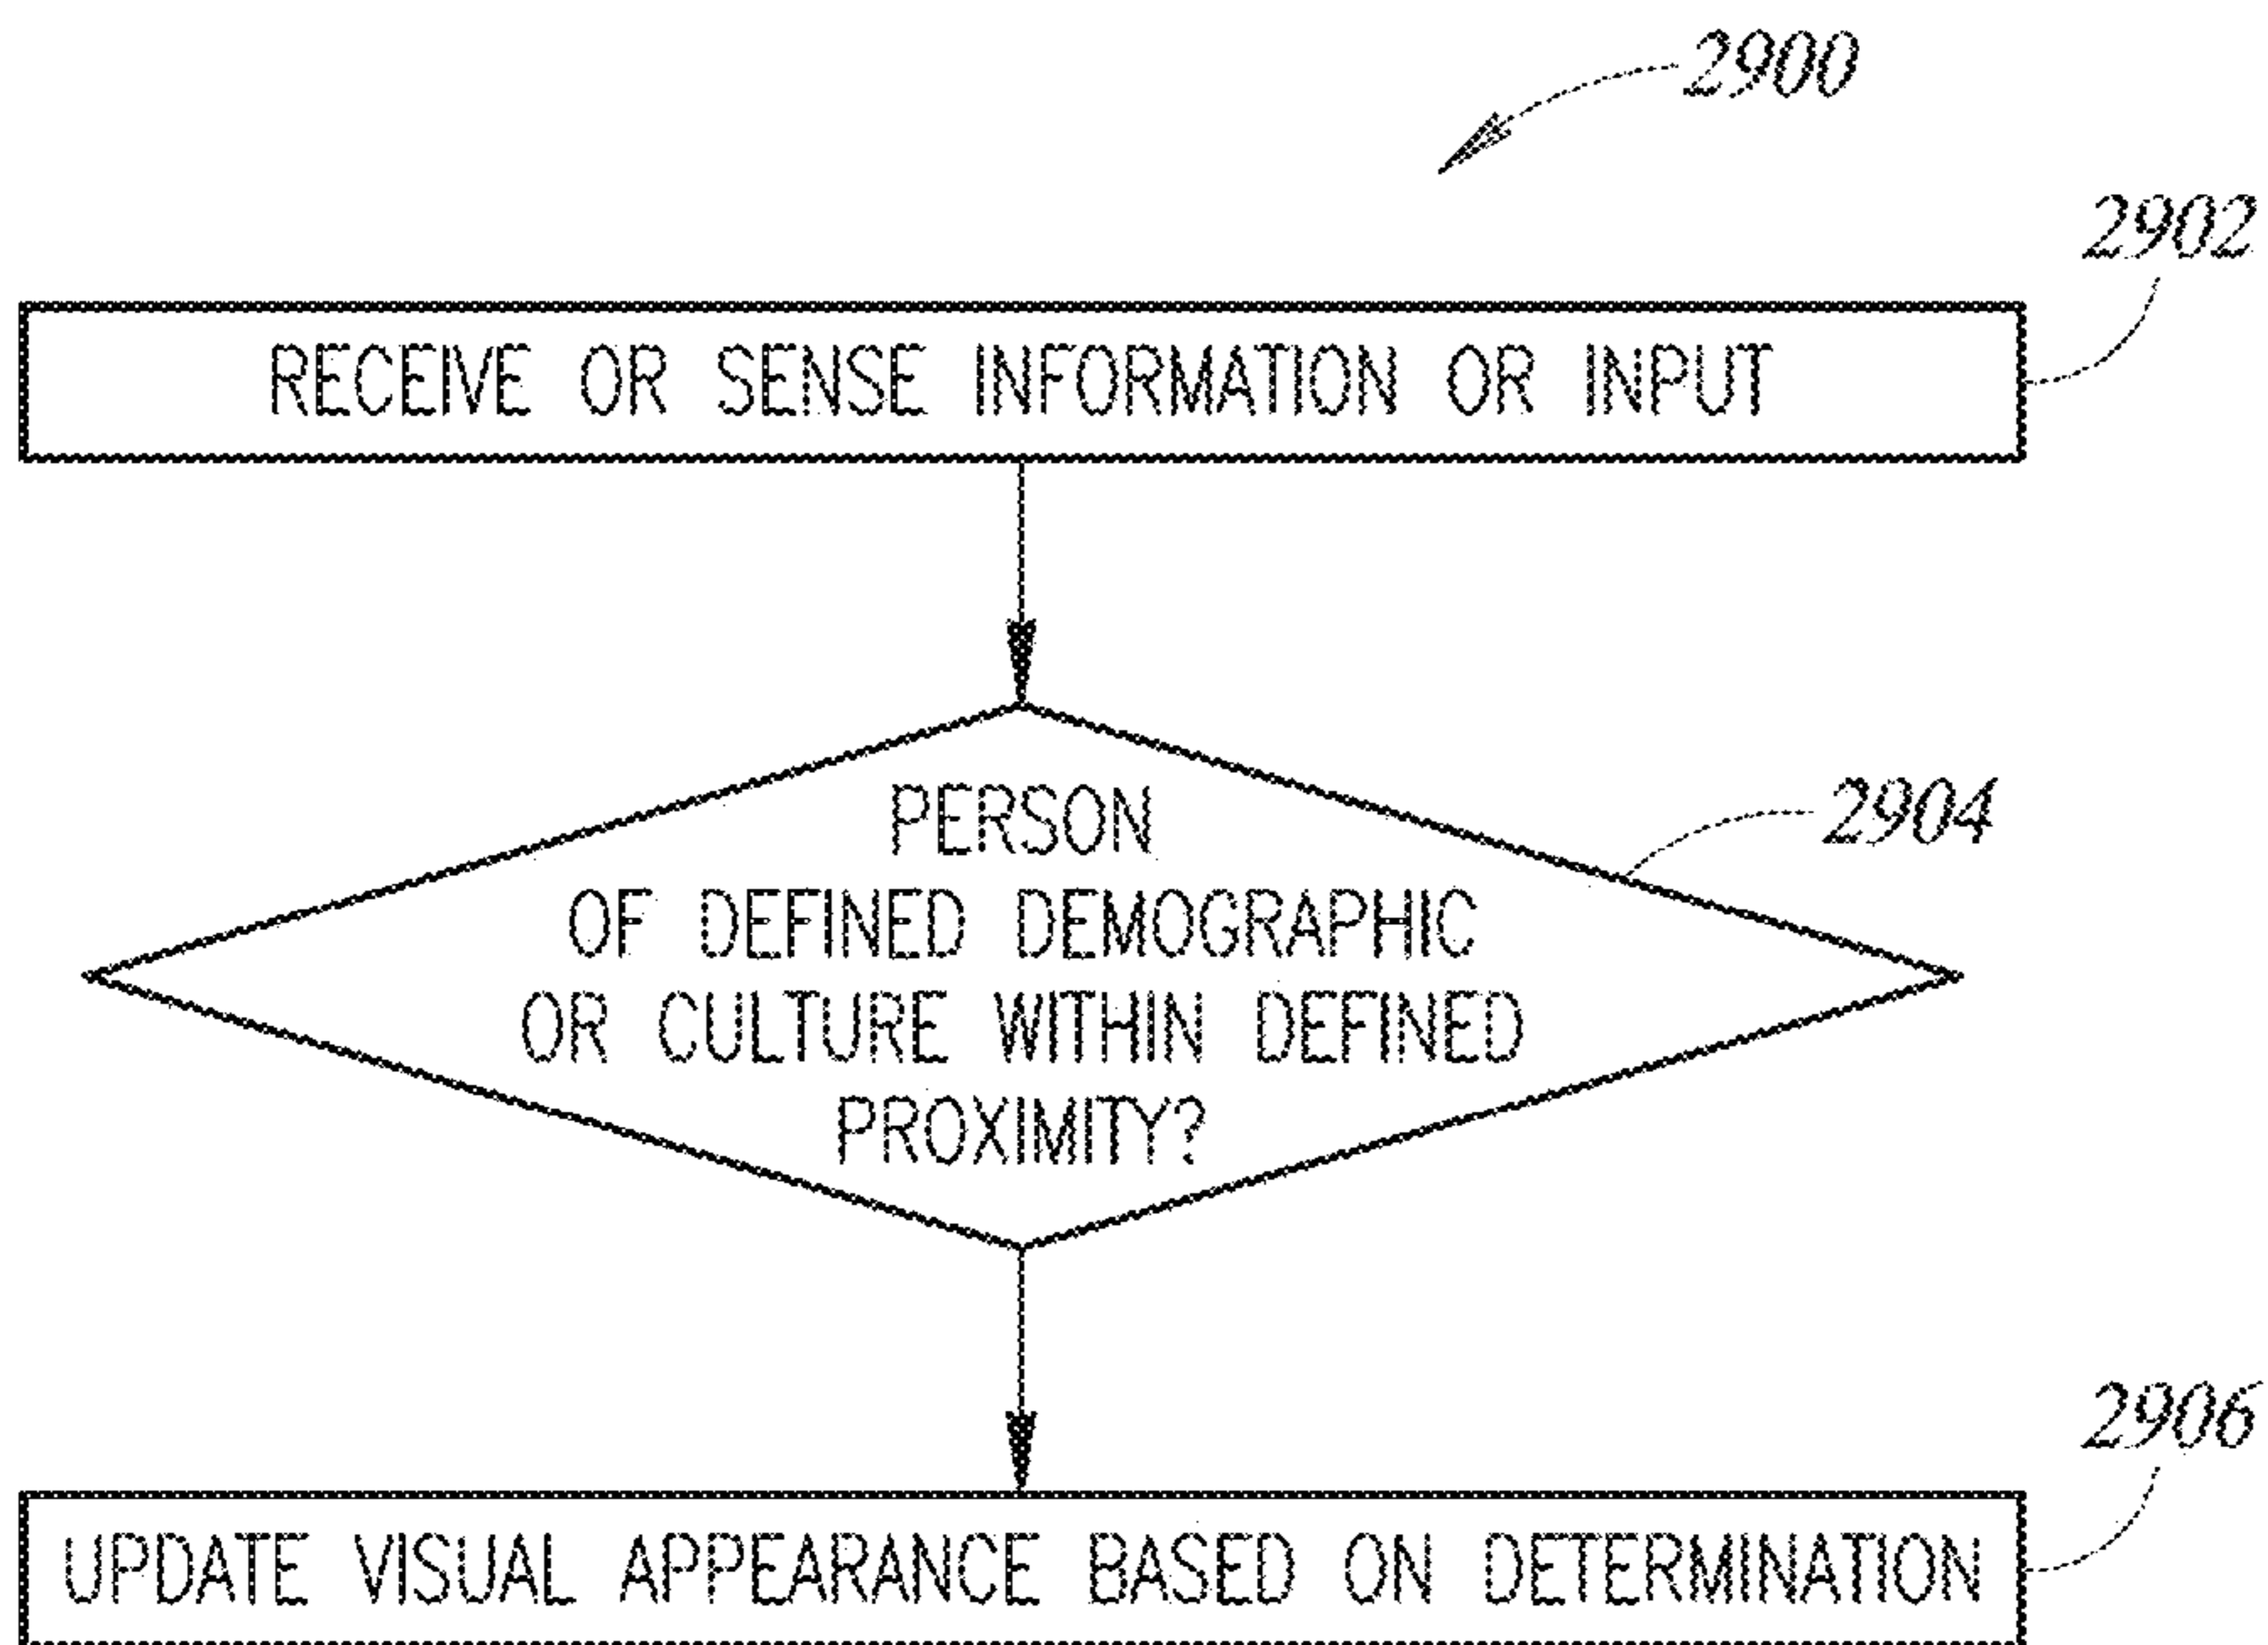 2900
2902
RECEIVE OR SENSE INFORMATION OR INPUT
2904
PERSON
OF DEFINED DEMOGRAPHIC
OR CULTURE WITHIN DEFINED
PROXIMITY?
2906
UPDATE VISUAL APPEARANCE BASED ON DETERMINATION